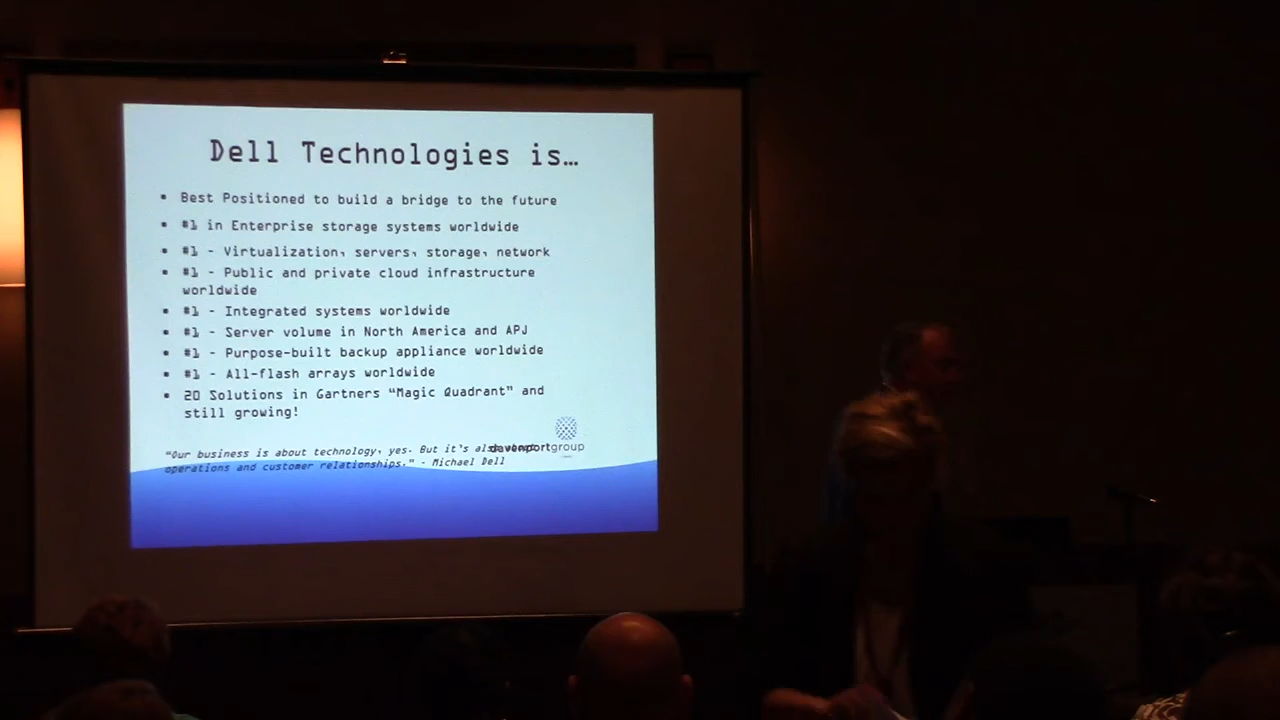 Dell Technologies is…
▪ Best Positioned to build a bridge to the future
▪ #1 in Enterprise storage systems worldwide
▪ #1 - Virtualization, servers, storage, network
▪ #1 - Public and private cloud infrastructure
worldwide
▪ #1 - Integrated systems worldwide
▪ #1 - Server volume in North America and APJ
▪ #1 - Purpose-built backup appliance worldwide
▪ #1 - All-flash arrays worldwide
▪ 20 Solutions in Gartners “Magic Quadrant” and
still growing!
“Our business is about technology, yes. But it's also
davenportgroup
operations and customer relationships.” - Michael Dell